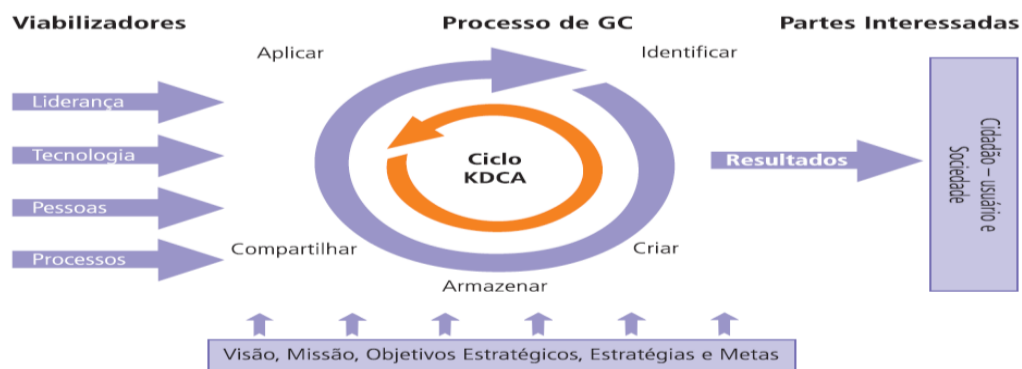 Viabilizadores
Processo de GC
Partes Interessadas
Aplicar
Identificar
Liderança
Tecnologia
Pessoas
Processos
Ciclo
KDCA
Resultados
Cidadão – usuário e
Sociedade
Compartilhar
Criar
Armazenar
Visão, Missão, Objetivos Estratégicos, Estratégias e Metas